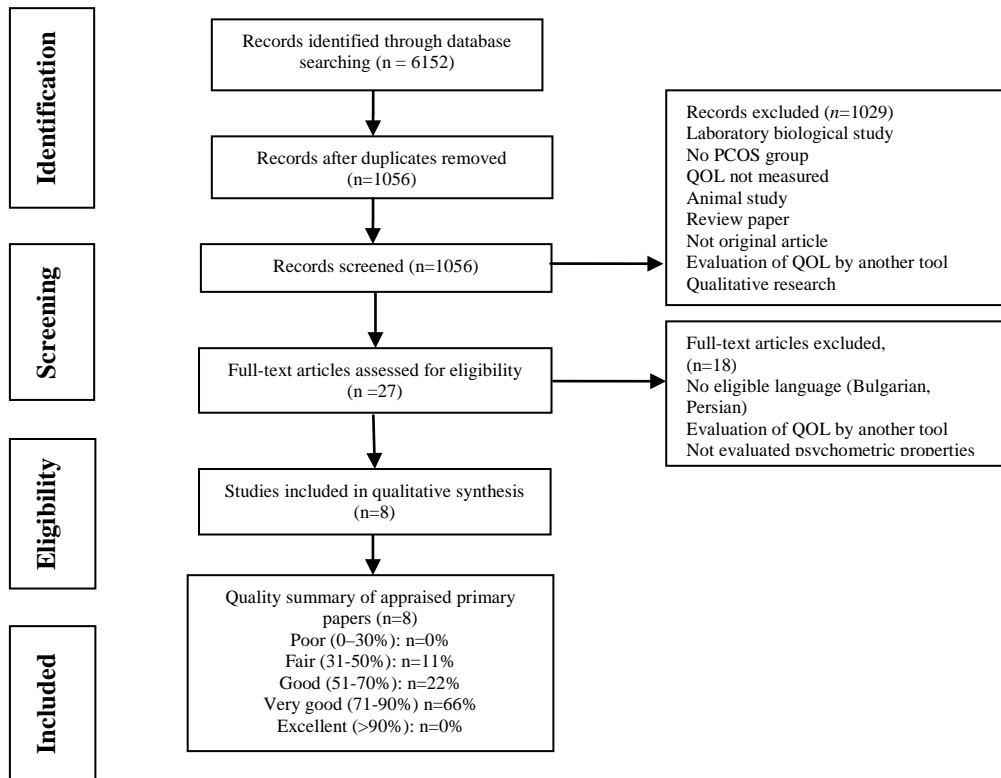 Identification
Records identified through database
searching (n = 6152)
Records after duplicates removed
(n=1056)
Records excluded (n=1029)
Laboratory biological study
No PCOS group
QOL not measured
Animal study
Review paper
Not original article
Evaluation of QOL by another tool
Qualitative research
Screening
Records screened (n=1056)
Full-text articles assessed for eligibility
(n =27)
Full-text articles excluded,
(n=18)
No eligible language (Bulgarian,
Persian)
Evaluation of QOL by another tool
Not evaluated psychometric properties
Eligibility
Studies included in qualitative synthesis
(n=8)
Included
Quality summary of appraised primary
papers (n=8)
Poor (0–30%): n=0%
Fair (31-50%): n=11%
Good (51-70%): n=22%
Very good (71-90%) n=66%
Excellent (>90%): n=0%